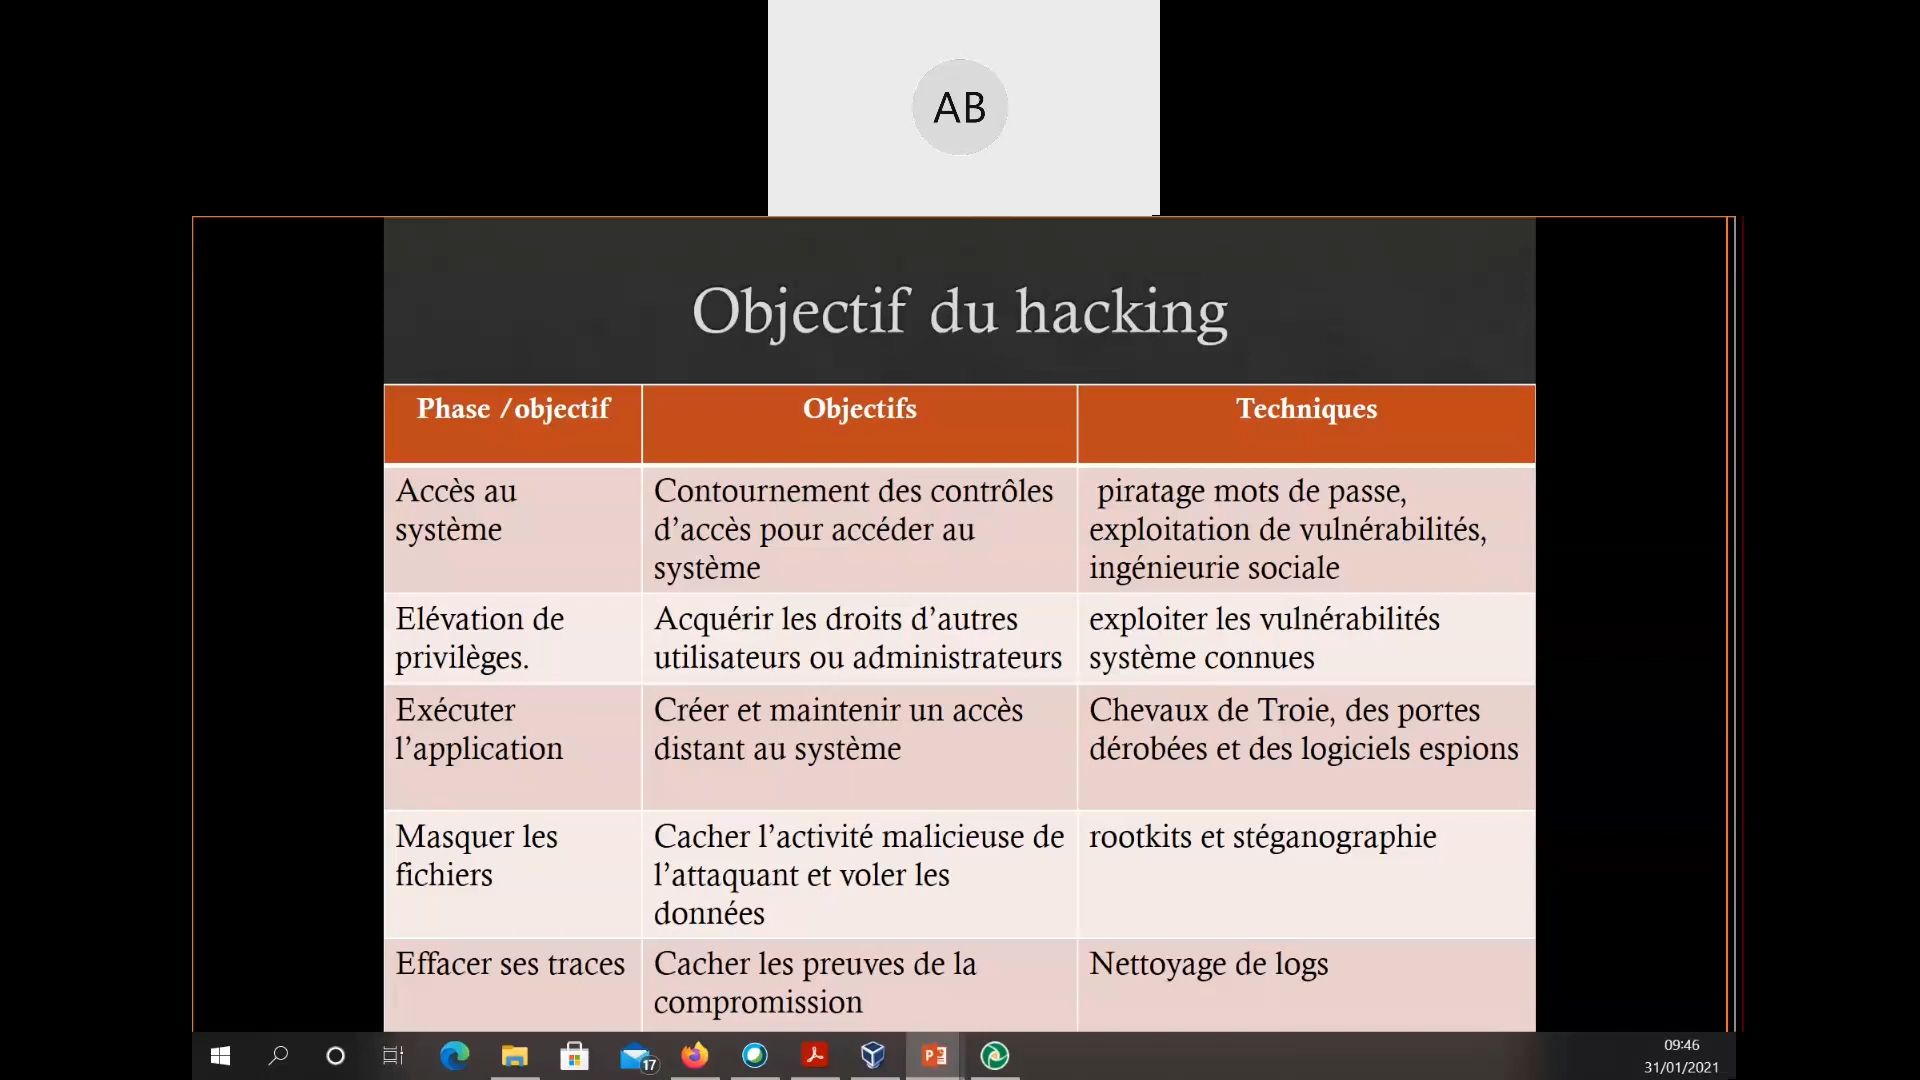 AB
Objectif du hacking
Phase /objectif
Objectifs
Techniques
Accès au
système
Contournement des contrôles
d’accès pour accéder au
système
piratage mots de passe,
exploitation de vulnérabilités,
ingénieurie sociale
Elévation de
privilèges.
Acquérir les droits d’autres
utilisateurs ou administrateurs
exploiter les vulnérabilités
système connues
Exécuter
l’application
Créer et maintenir un accès
distant au système
Chevaux de Troie, des portes
dérobées et des logiciels espions
Masquer les
fichiers
Cacher l’activité malicieuse de
l’attaquant et voler les
données
rootkits et stéganographie
Effacer ses traces
Cacher les preuves de la
compromission
Nettoyage de logs
17
09:46
31/01/2021